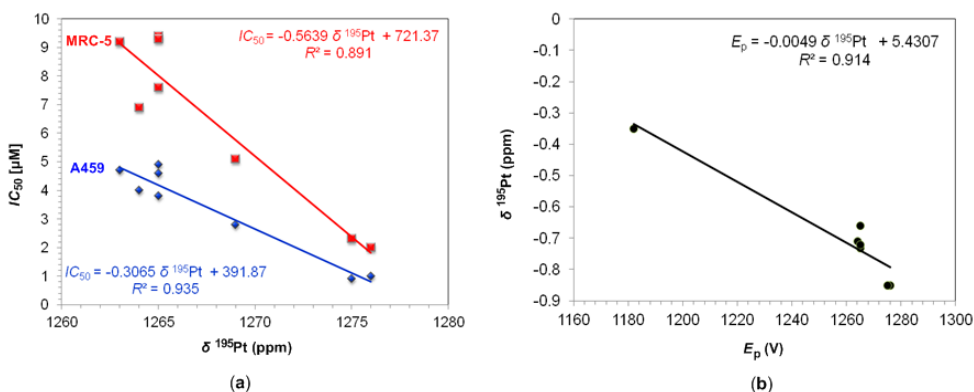 10
9
8
7
6
5
4
3
2
1
0
IC50 [µM]
MRC-5
IC50 = -0.5639 δ 195Pt + 721.37
R² = 0.891
A459
IC50 = -0.3065 δ 195Pt + 391.87
R² = 0.935
1260 1265 1270 1275 1280
δ 195Pt (ppm)
(a)
0
-0.1
-0.2
-0.3
-0.4
-0.5
-0.6
-0.7
-0.8
-0.9
δ 195Pt (ppm)
Ep = -0.0049 δ 195Pt + 5.4307
R² = 0.914
1160 1180 1200 1220 1240 1260 1280 1300
Ep (V)
(b)